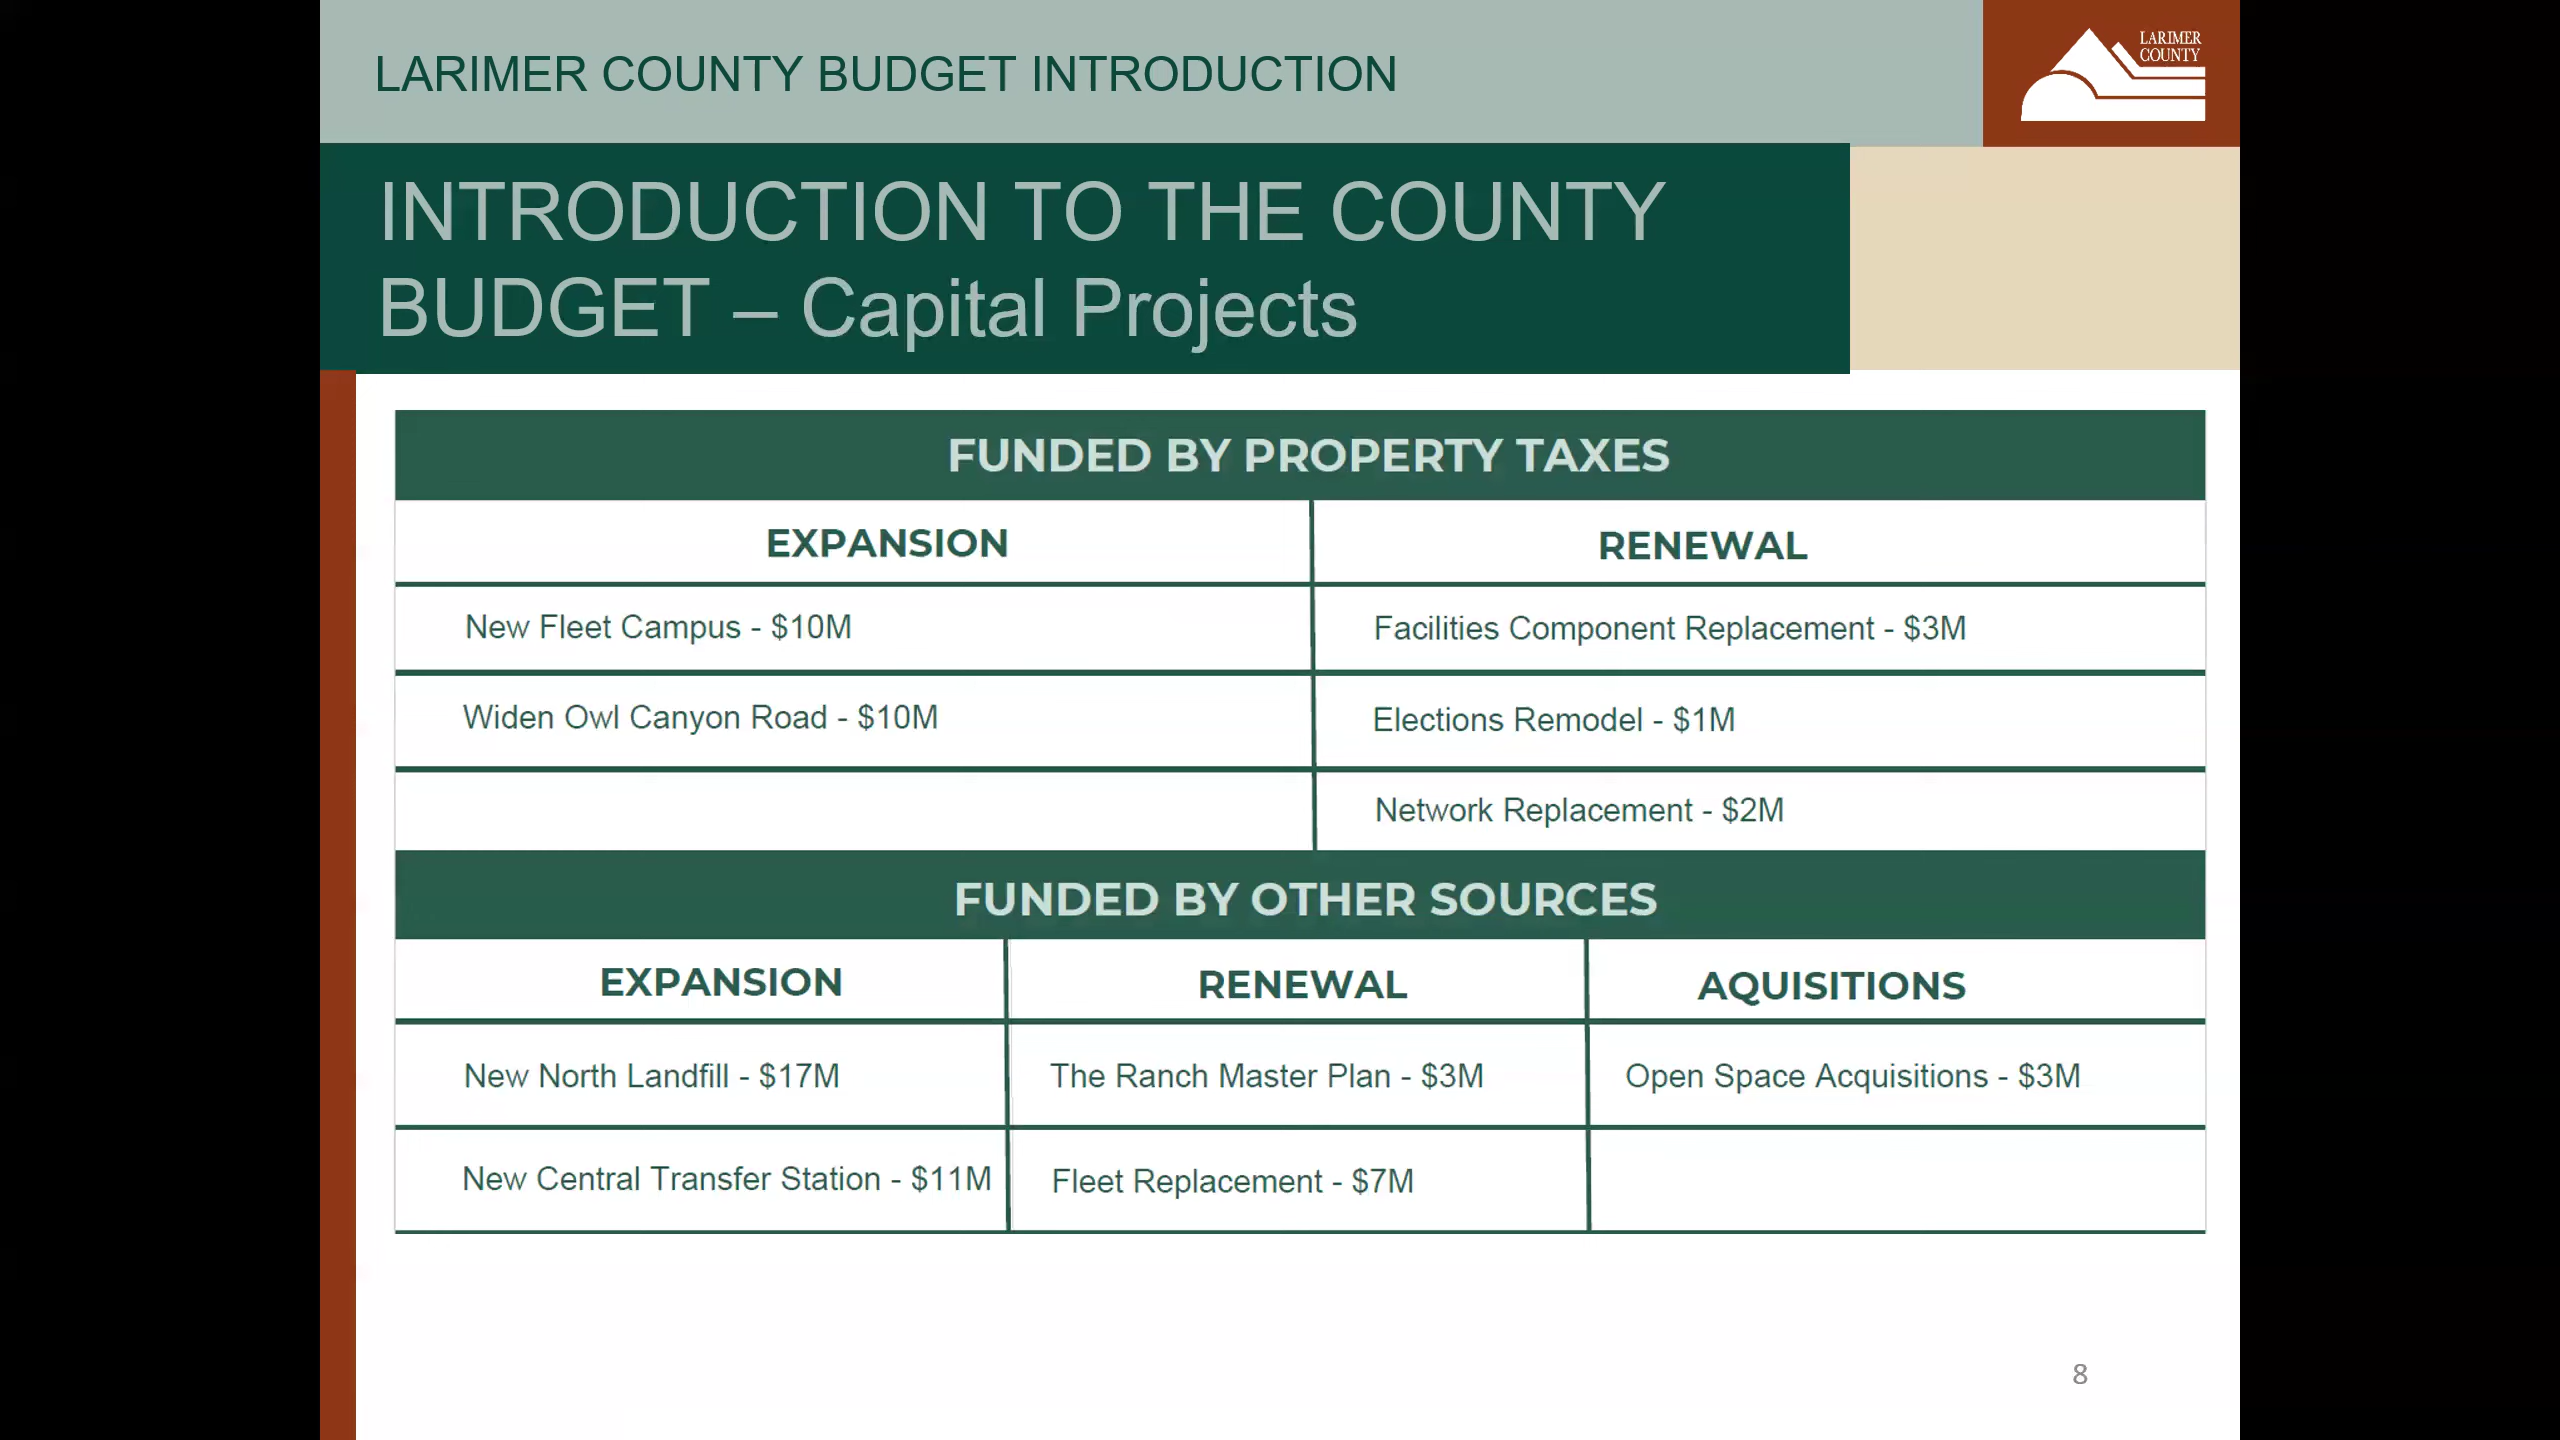 LARIMER COUNTY BUDGET INTRODUCTION
LARIMER
COUNTY
INTRODUCTION TO THE COUNTY
BUDGET – Capital Projects
FUNDED BY PROPERTY TAXES
EXPANSION
RENEWAL
New Fleet Campus - $10M
Facilities Component Replacement - $3M
Widen Owl Canyon Road - $10M
Elections Remodel - $1M
Network Replacement - $2M
FUNDED BY OTHER SOURCES
EXPANSION
RENEWAL
AQUISITIONS
New North Landfill - $17M
The Ranch Master Plan - $3M
Open Space Acquisitions - $3M
New Central Transfer Station - $11M
Fleet Replacement - $7M
8